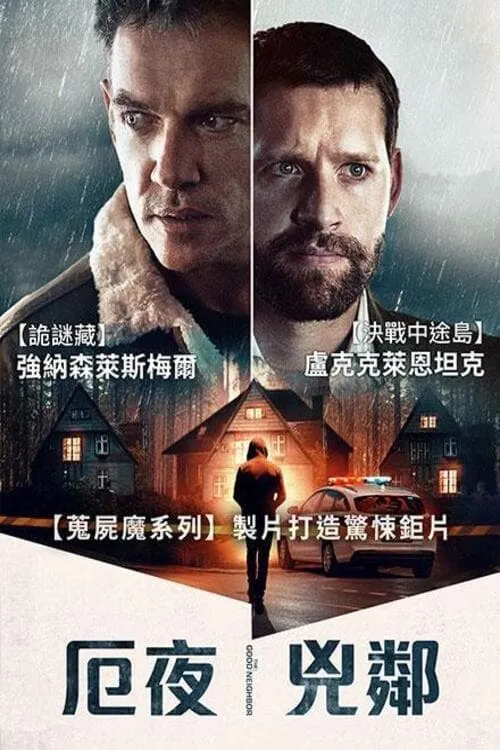 【詭謎藏】
強納森萊斯梅爾
【決戰中途島】
盧克克萊恩坦克
【蒐屍魔系列】製片打造驚悚鉅片
厄夜 兇鄰
THE
GOOD NEIGHBOR